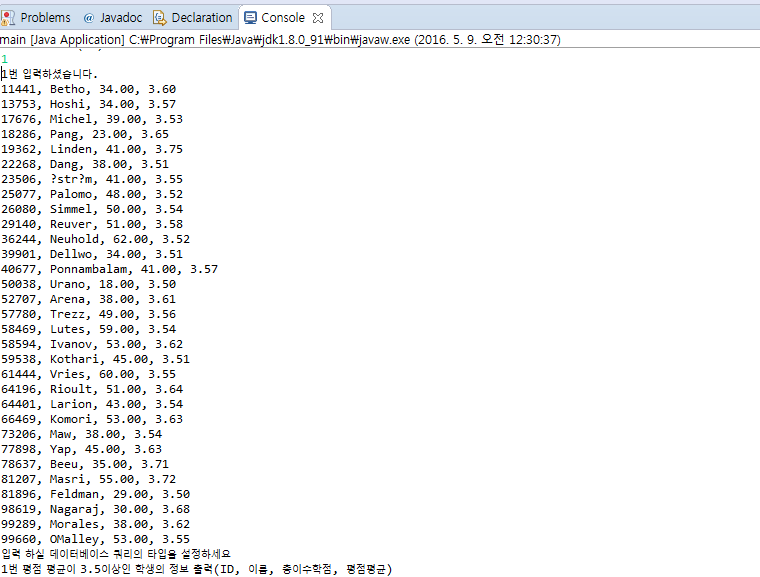 Problems @ Javadoc Declaration Console
main [Java Application] C:￦Program Files￦Java￦jdk1.8.0_91￦bin￦javaw.exe (2016. 5. 9. 오전 12:30:37)
1
1번 입력하셨습니다.
11441, Betho, 34.00, 3.60
13753, Hoshi, 34.00, 3.57
17676, Michel, 39.00, 3.53
18286, Pang, 23.00, 3.65
19362, Linden, 41.00, 3.75
22268, Dang, 38.00, 3.51
23506, ?str?m, 41.00, 3.55
25077, Palomo, 48.00, 3.52
26080, Simmel, 50.00, 3.54
29140, Reuver, 51.00, 3.58
36244, Neuhold, 62.00, 3.52
39901, Dellwo, 34.00, 3.51
40677, Ponnambalam, 41.00, 3.57
50038, Urano, 18.00, 3.50
52707, Arena, 38.00, 3.61
57780, Trezz, 49.00, 3.56
58469, Lutes, 59.00, 3.54
58594, Ivanov, 53.00, 3.62
59538, Kothari, 45.00, 3.51
61444, Vries, 60.00, 3.55
64196, Rioult, 51.00, 3.64
64401, Larion, 43.00, 3.54
66469, Komori, 53.00, 3.63
73206, Maw, 38.00, 3.54
77898, Yap, 45.00, 3.63
78637, Beeu, 35.00, 3.71
81207, Masri, 55.00, 3.72
81896, Feldman, 29.00, 3.50
98619, Nagaraj, 30.00, 3.68
99289, Morales, 38.00, 3.62
99660, OMalley, 53.00, 3.55
입력 하실 데이터베이스 쿼리의 타입을 설정하세요
1번 평점 평균이 3.5이상인 학생의 정보 출력(ID, 이름, 총이수학점, 평점평균)